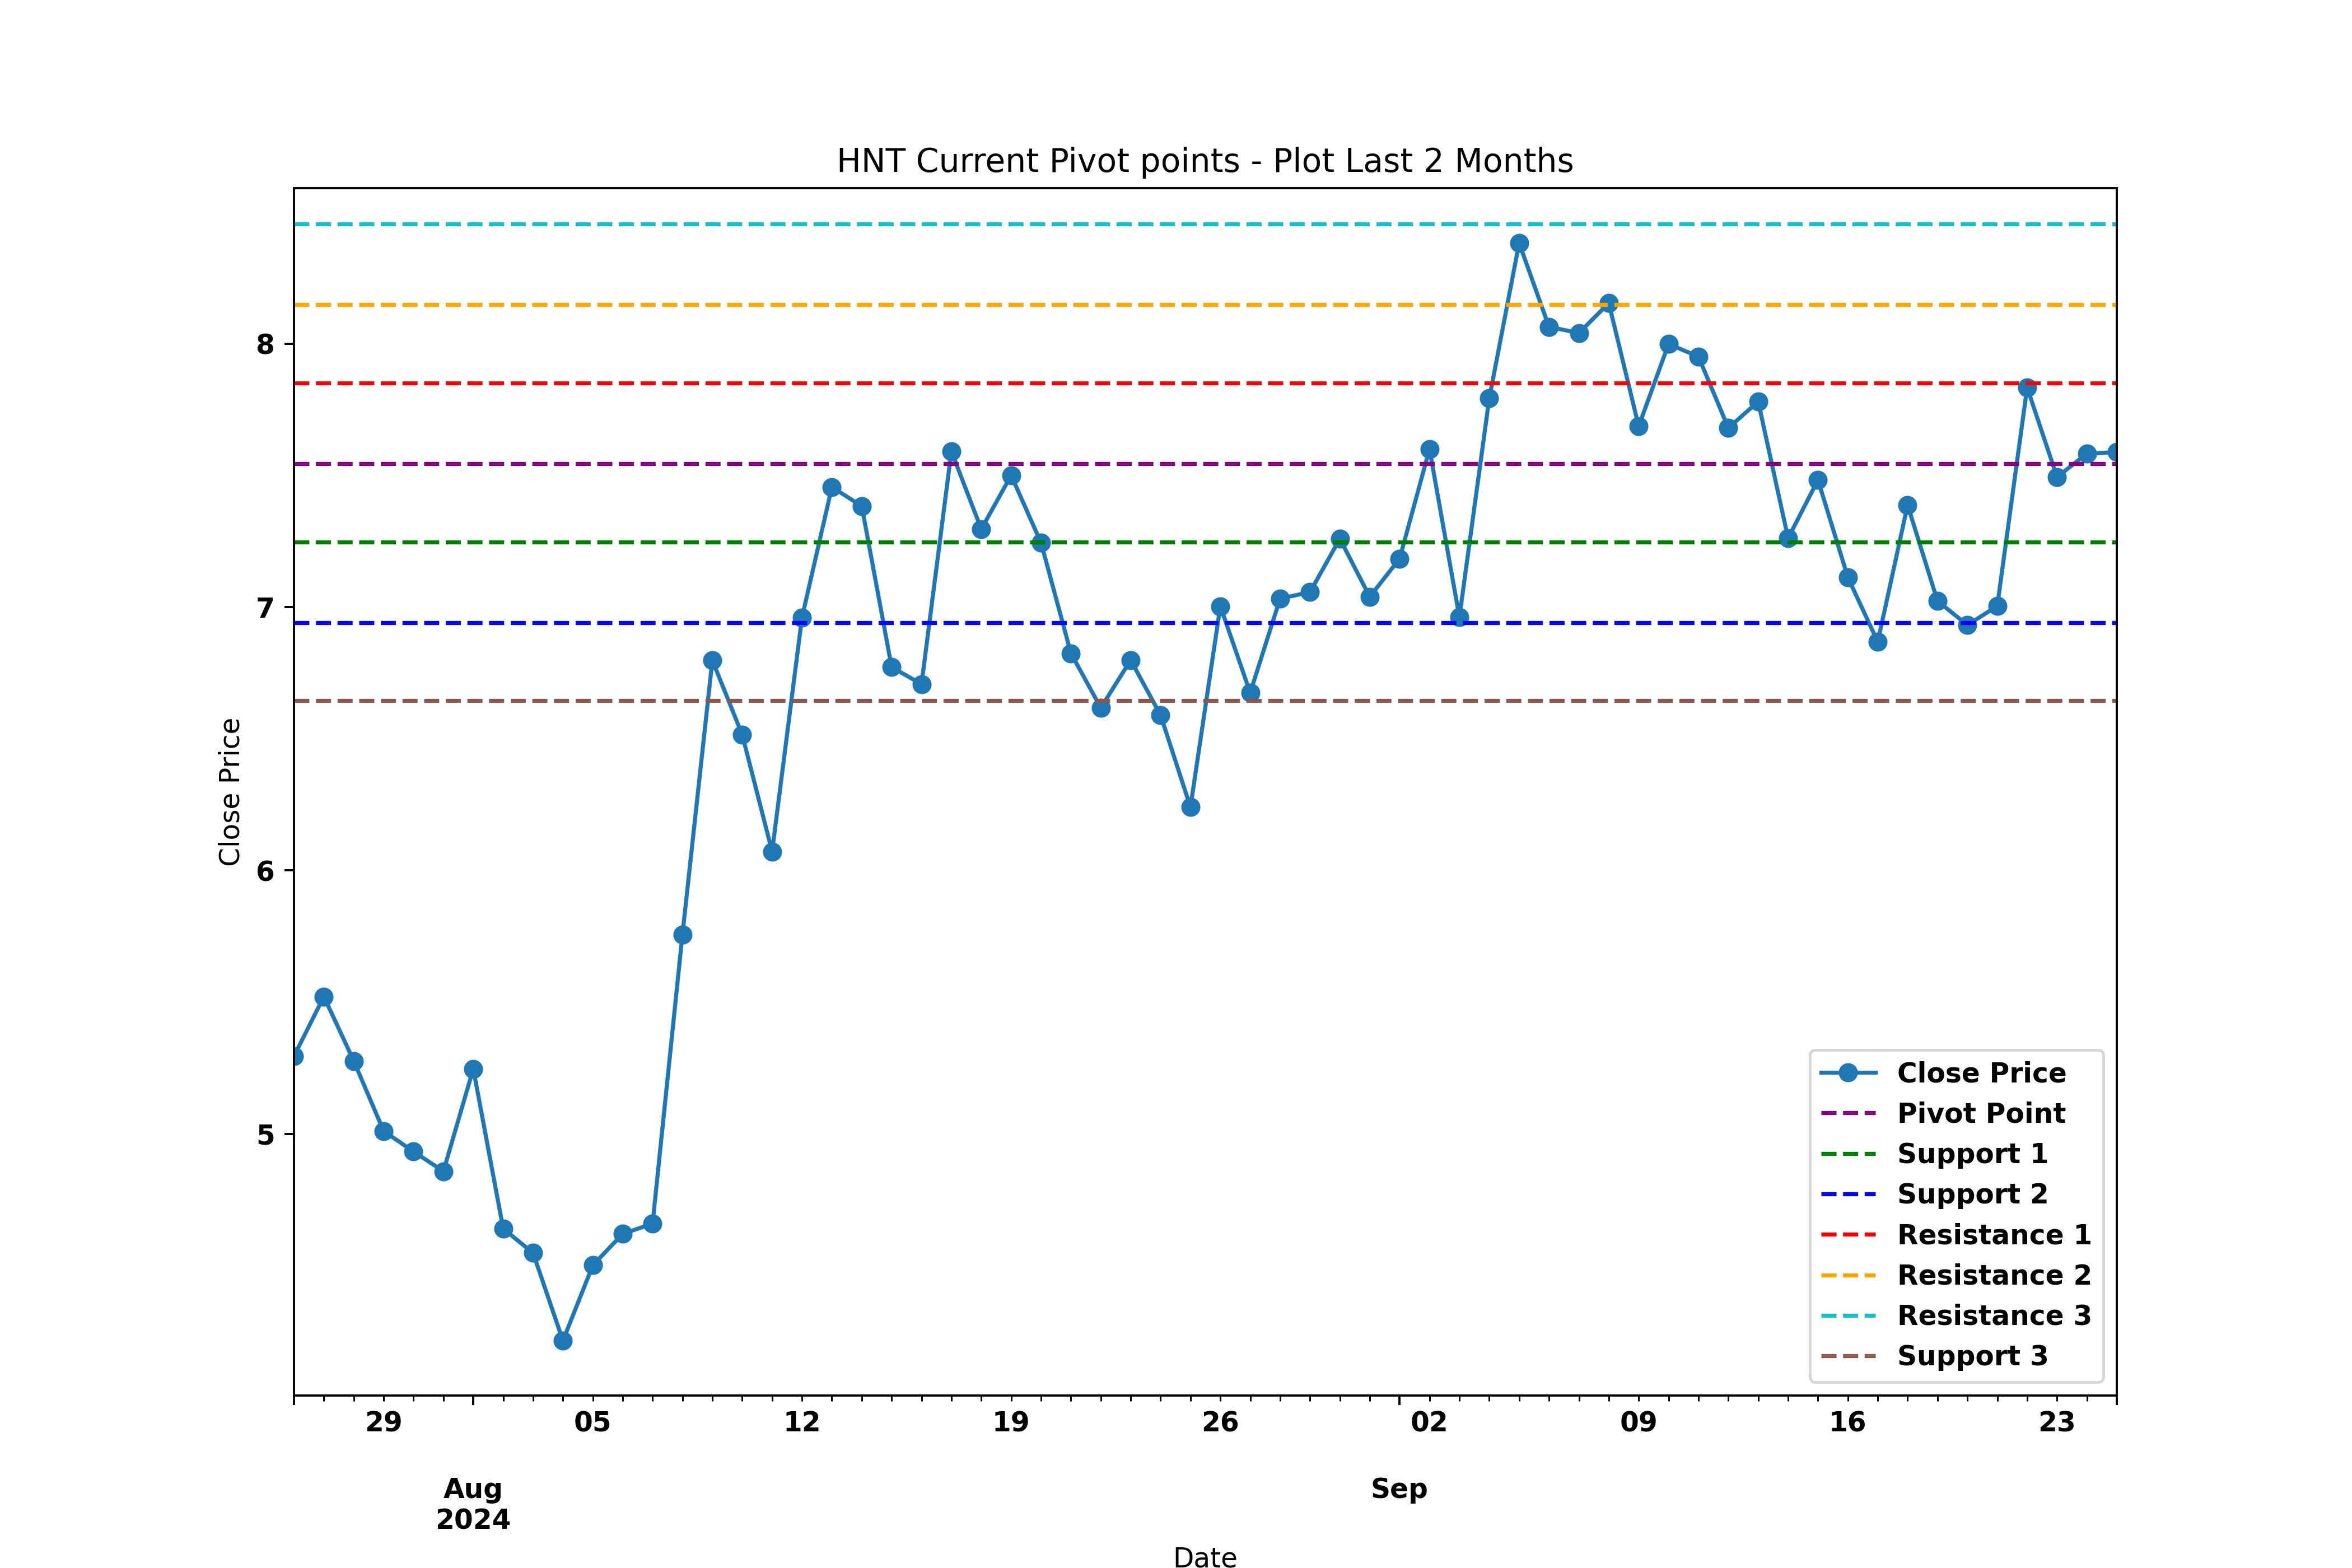 HNT Current Pivot points - Plot Last 2 Months
Close Price
8
7
6
5
Close Price
Pivot Point
Support 1
Support 2
Resistance 1
Resistance 2
Resistance 3
Support 3
29 05 12 19 26 02 09 16 23
Aug Sep
2024
Date